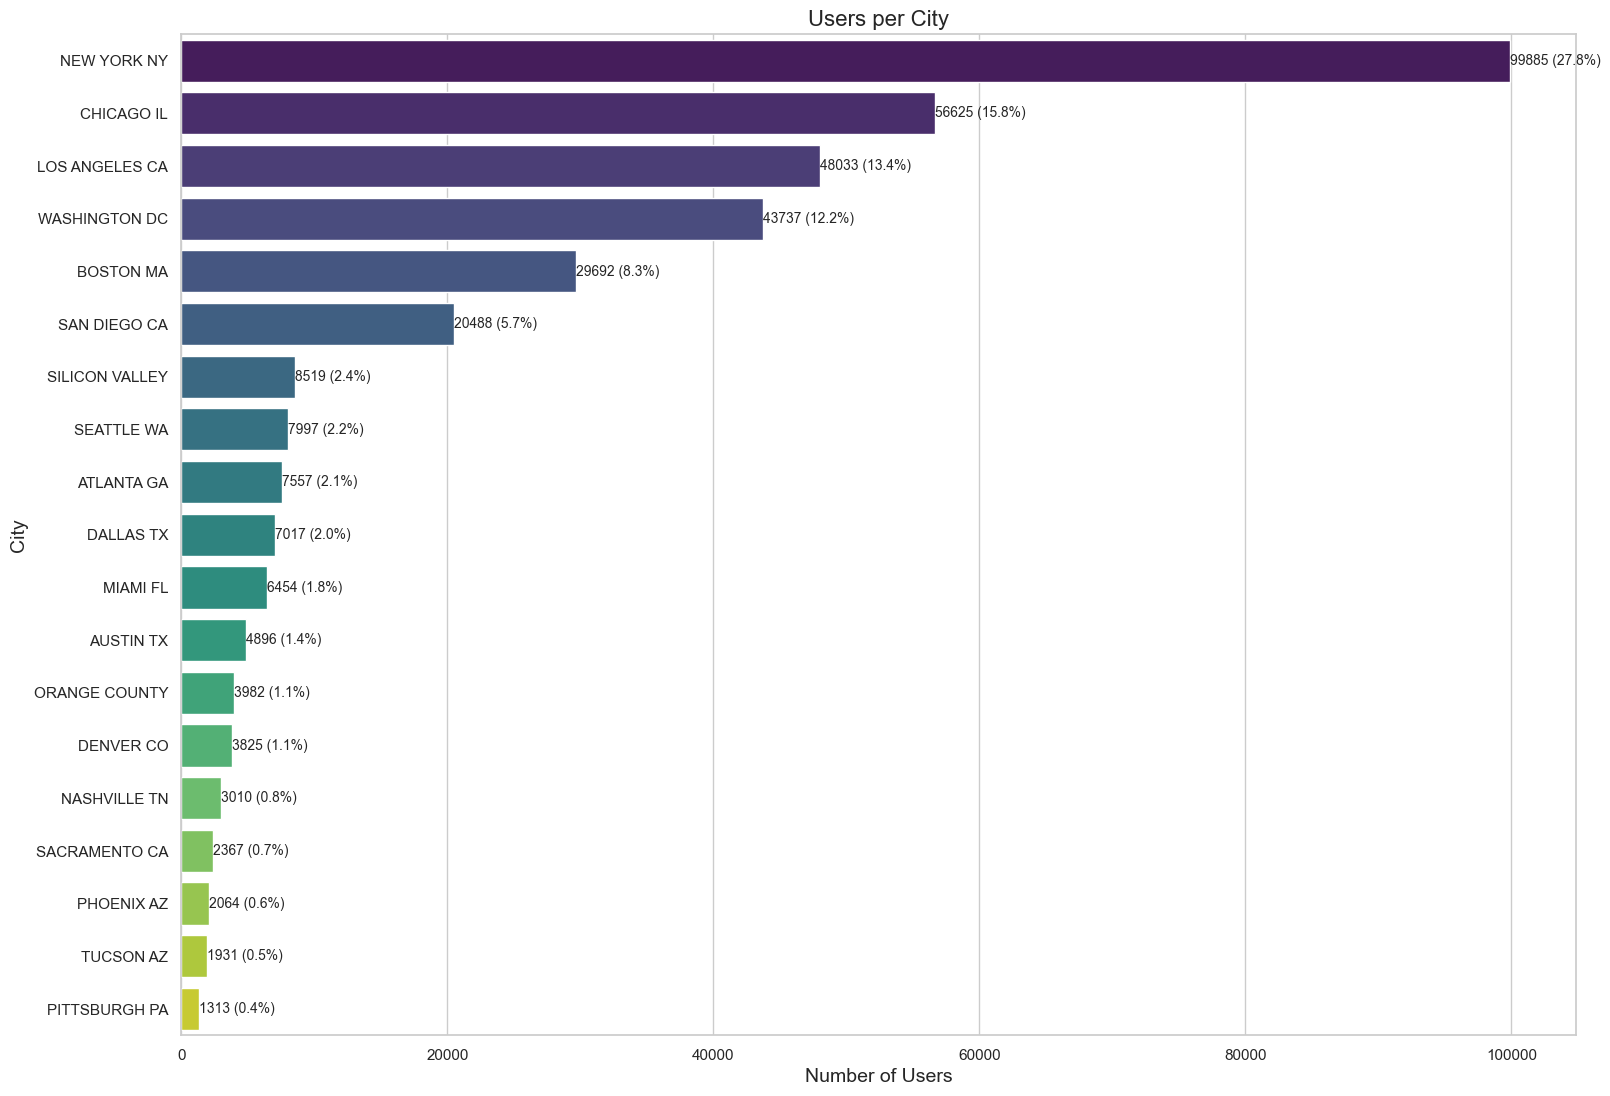 Users per City
NEW YORK NY 99885 (27.8%)
CHICAGO IL 56625 (15.8%)
LOS ANGELES CA 48033 (13.4%)
WASHINGTON DC 43737 (12.2%)
BOSTON MA 29692 (8.3%)
SAN DIEGO CA 20488 (5.7%)
SILICON VALLEY 8519 (2.4%)
SEATTLE WA 7997 (2.2%)
ATLANTA GA 7557 (2.1%)
DALLAS TX 7017 (2.0%)
MIAMI FL 6454 (1.8%)
AUSTIN TX 4896 (1.4%)
ORANGE COUNTY 3982 (1.1%)
DENVER CO 3825 (1.1%)
NASHVILLE TN 3010 (0.8%)
SACRAMENTO CA 2367 (0.7%)
PHOENIX AZ 2064 (0.6%)
TUCSON AZ 1931 (0.5%)
PITTSBURGH PA 1313 (0.4%)
City
0 20000 40000 60000 80000 100000
Number of Users